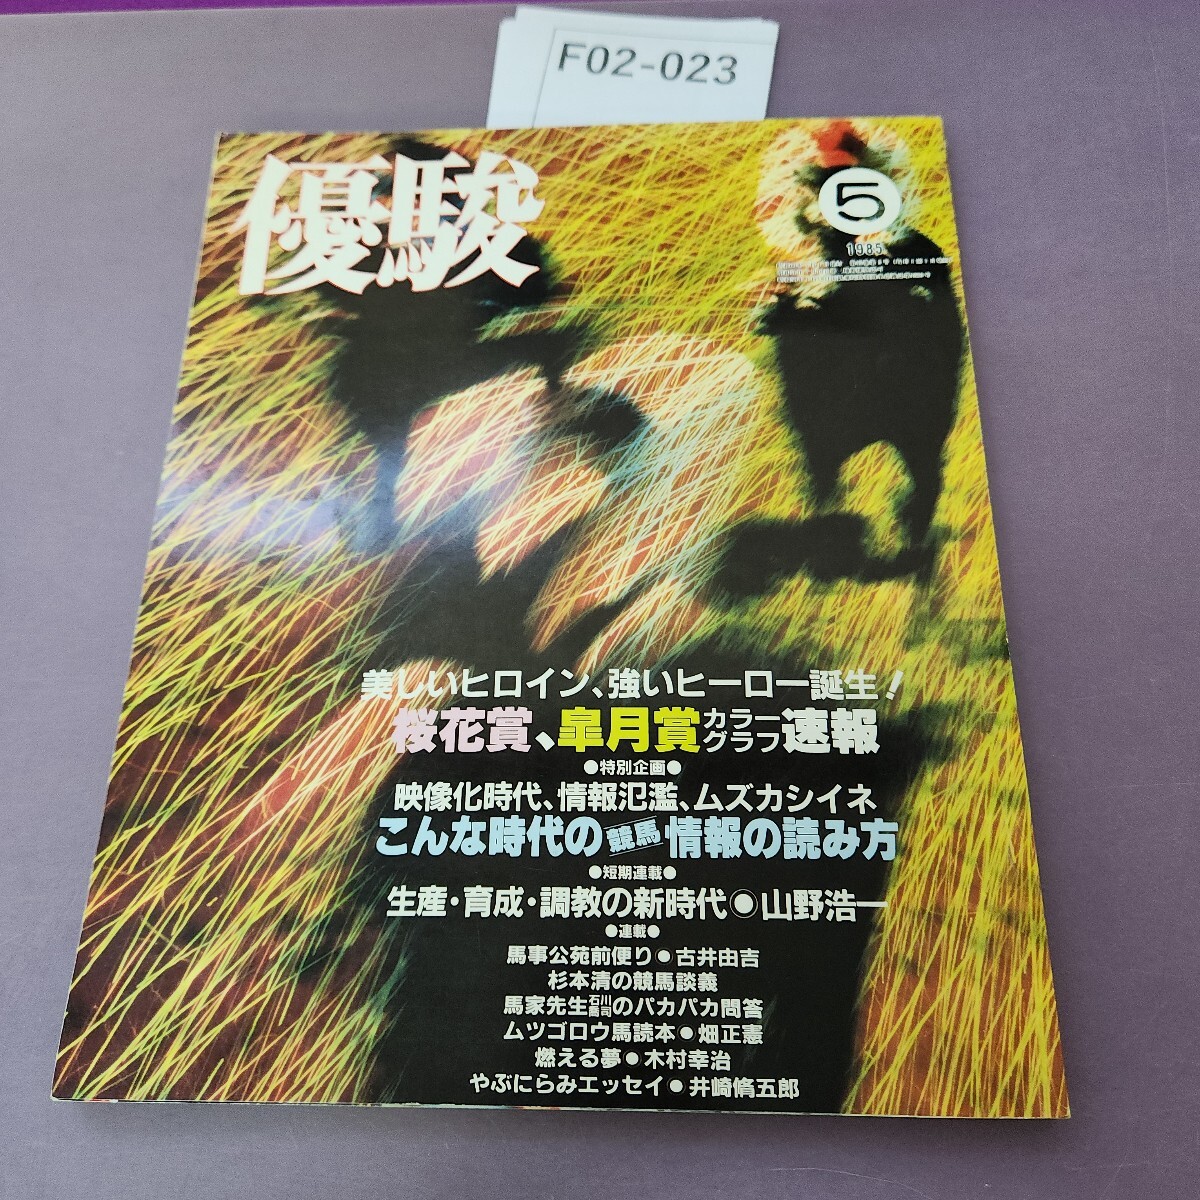 F02-023
優駿
5
1985
美しいヒロイン、強いヒーロー誕生!
桜花賞、皐月賞カラーグラフ速報
●特別企画●
映像化時代、情報氾濫、ムズカシイネ
こんな時代の競馬情報の読み方
●短期連載●
生産・育成・調教の新時代●山野浩一
●連載●
馬事公苑前便り●古井由吉
杉本清の競馬談義
馬家先生石川喬司のパカパカ問答
ムツゴロウ馬読本●畑正憲
燃える夢●木村幸治
やぶにらみエッセイ●井崎脩五郎